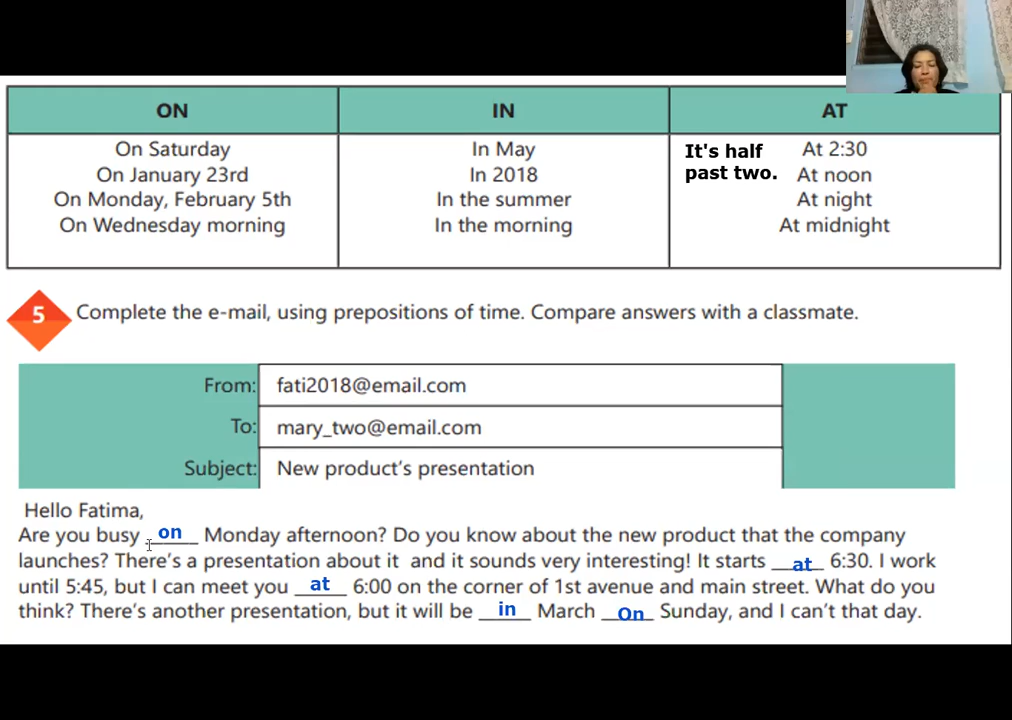 ON IN AT
On Saturday In May It's half At 2:30
On January 23rd In 2018 past two. At noon
On Monday, February 5th In the summer At night
On Wednesday morning In the morning At midnight
5 Complete the e-mail, using prepositions of time. Compare answers with a classmate.
From: fati2018@email.com
To: mary_two@email.com
Subject: New product's presentation
Hello Fatima,
Are you busy on Monday afternoon? Do you know about the new product that the company
launches? There's a presentation about it and it sounds very interesting! It starts at 6:30. I work
until 5:45, but I can meet you at 6:00 on the corner of 1st avenue and main street. What do you
think? There's another presentation, but it will be in March On Sunday, and I can't that day.